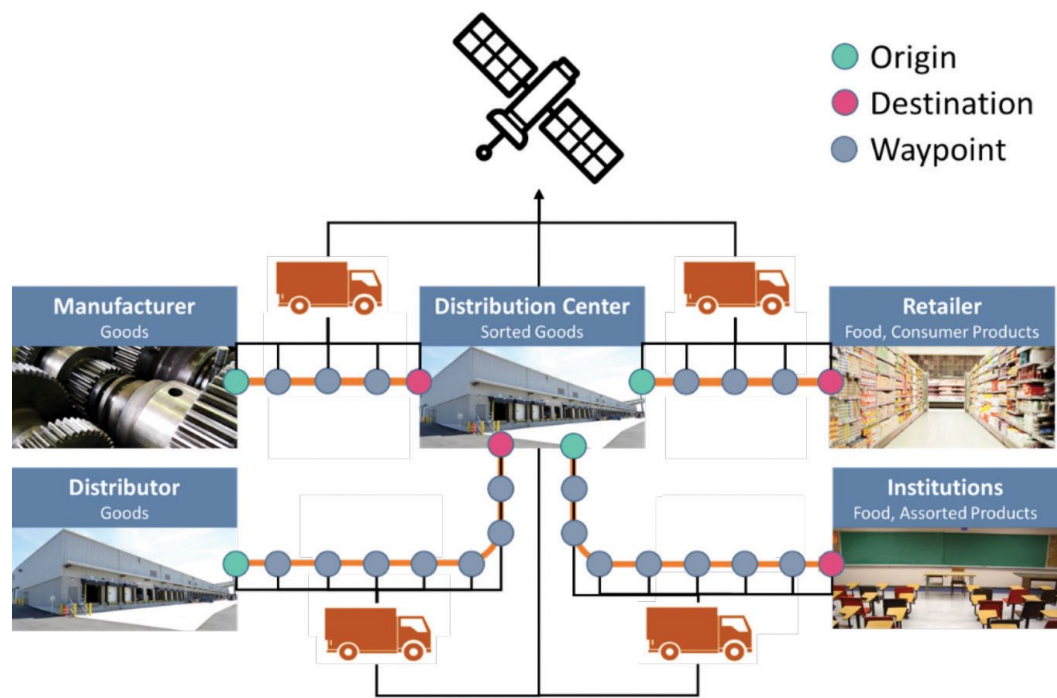 Origin
Destination
Waypoint
Manufacturer
Goods
Distribution Center
Sorted Goods
Retailer
Food, Consumer Products
Distributor
Goods
Institutions
Food, Assorted Products